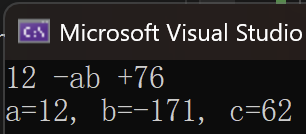 C:\
Microsoft Visual Studio
12 -ab +76
a=12, b=-171, c=62